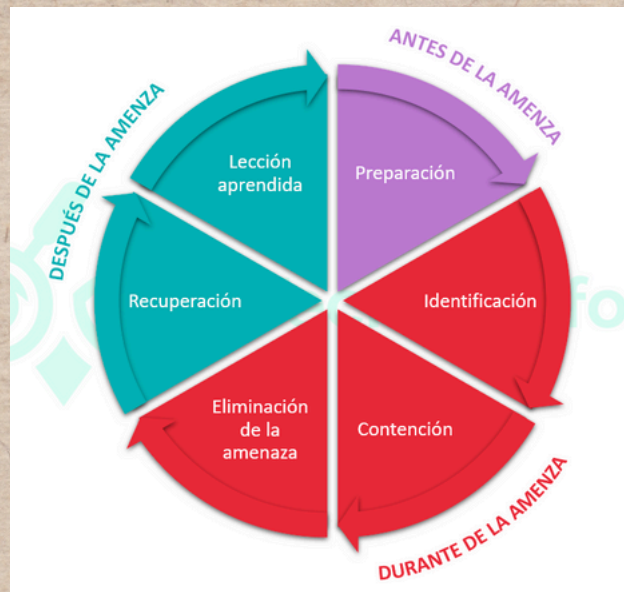 ANTES DE LA AMENZA
Preparación
Identificación
Contención
DURANTE DE LA AMENZA
Eliminación
de la
amenaza
Recuperación
DESPUÉS DE LA AMENZA
Lección
aprendida
fo